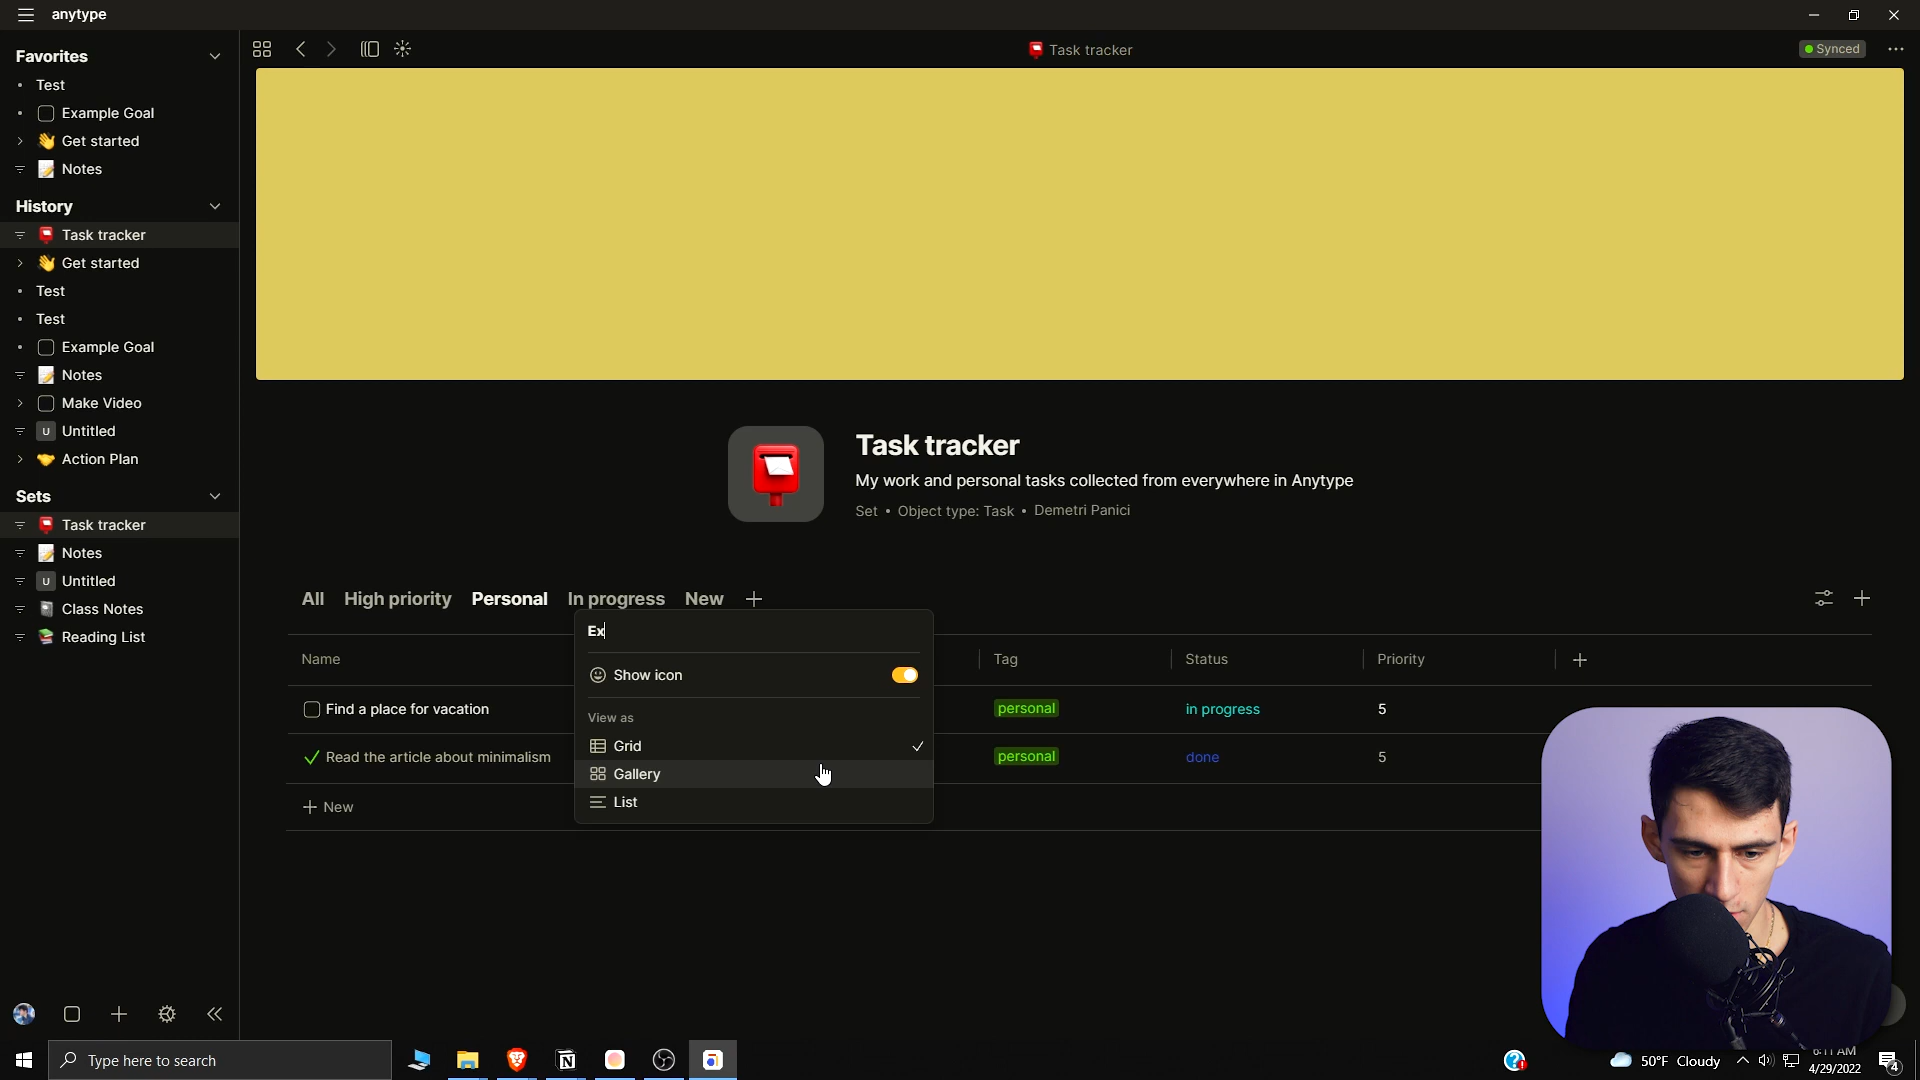 anytype
Favorites
Test
Example Goal
Get started
Notes
History
Task tracker
Get started
Test
Test
Example Goal
Notes
Make Video
U Untitled
Action Plan
Sets
Task tracker
Notes
U Untitled
Class Notes
Reading List
Task tracker
Synced
Task tracker
My work and personal tasks collected from everywhere in Anytype
Set • Object type: Task • Demetri Panici
All High priority Personal In progress New
Ex
Show icon
View as
Grid
Gallery
List
Name Tag Status Priority
Find a place for vacation personal in progress 5
Read the article about minimalism personal done 5
New
Type here to search
50°F Cloudy
6:11 AM
4/29/2022
4